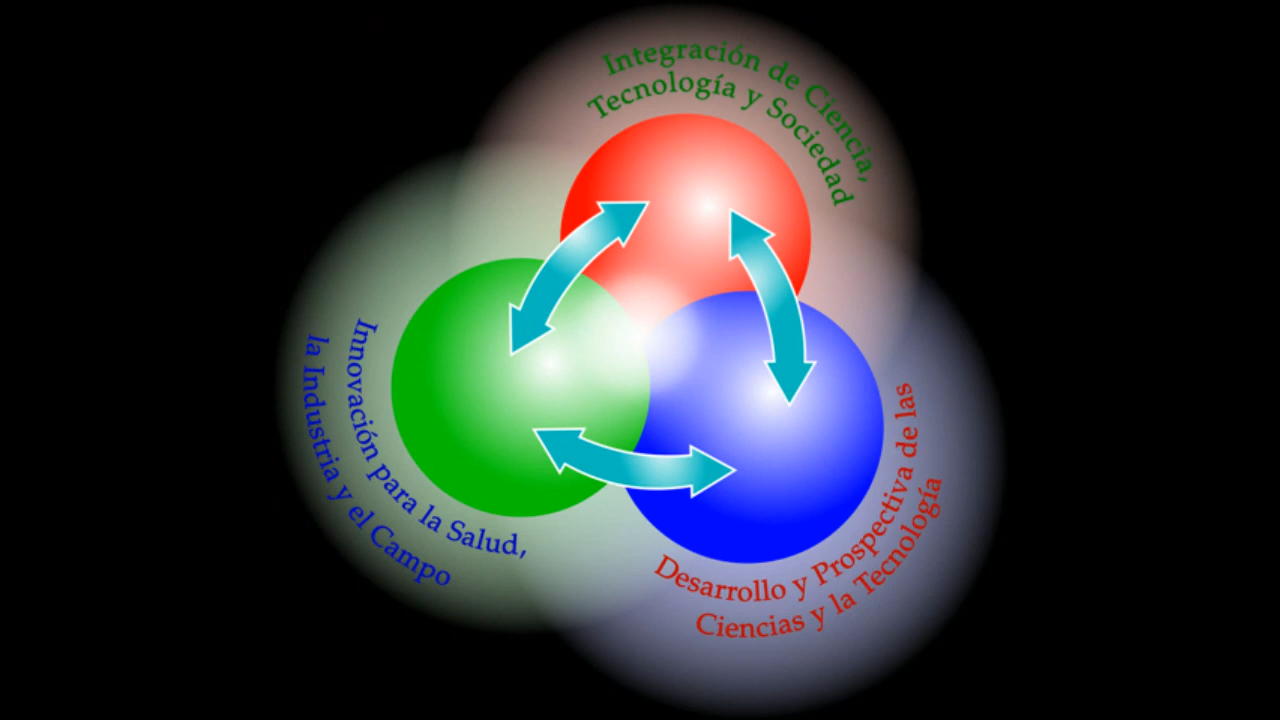 Integración de Ciencia,
Tecnología y Sociedad
Innovación para la Salud,
la Industria y el Campo
Desarrollo y Prospectiva de las
Ciencias y la Tecnología